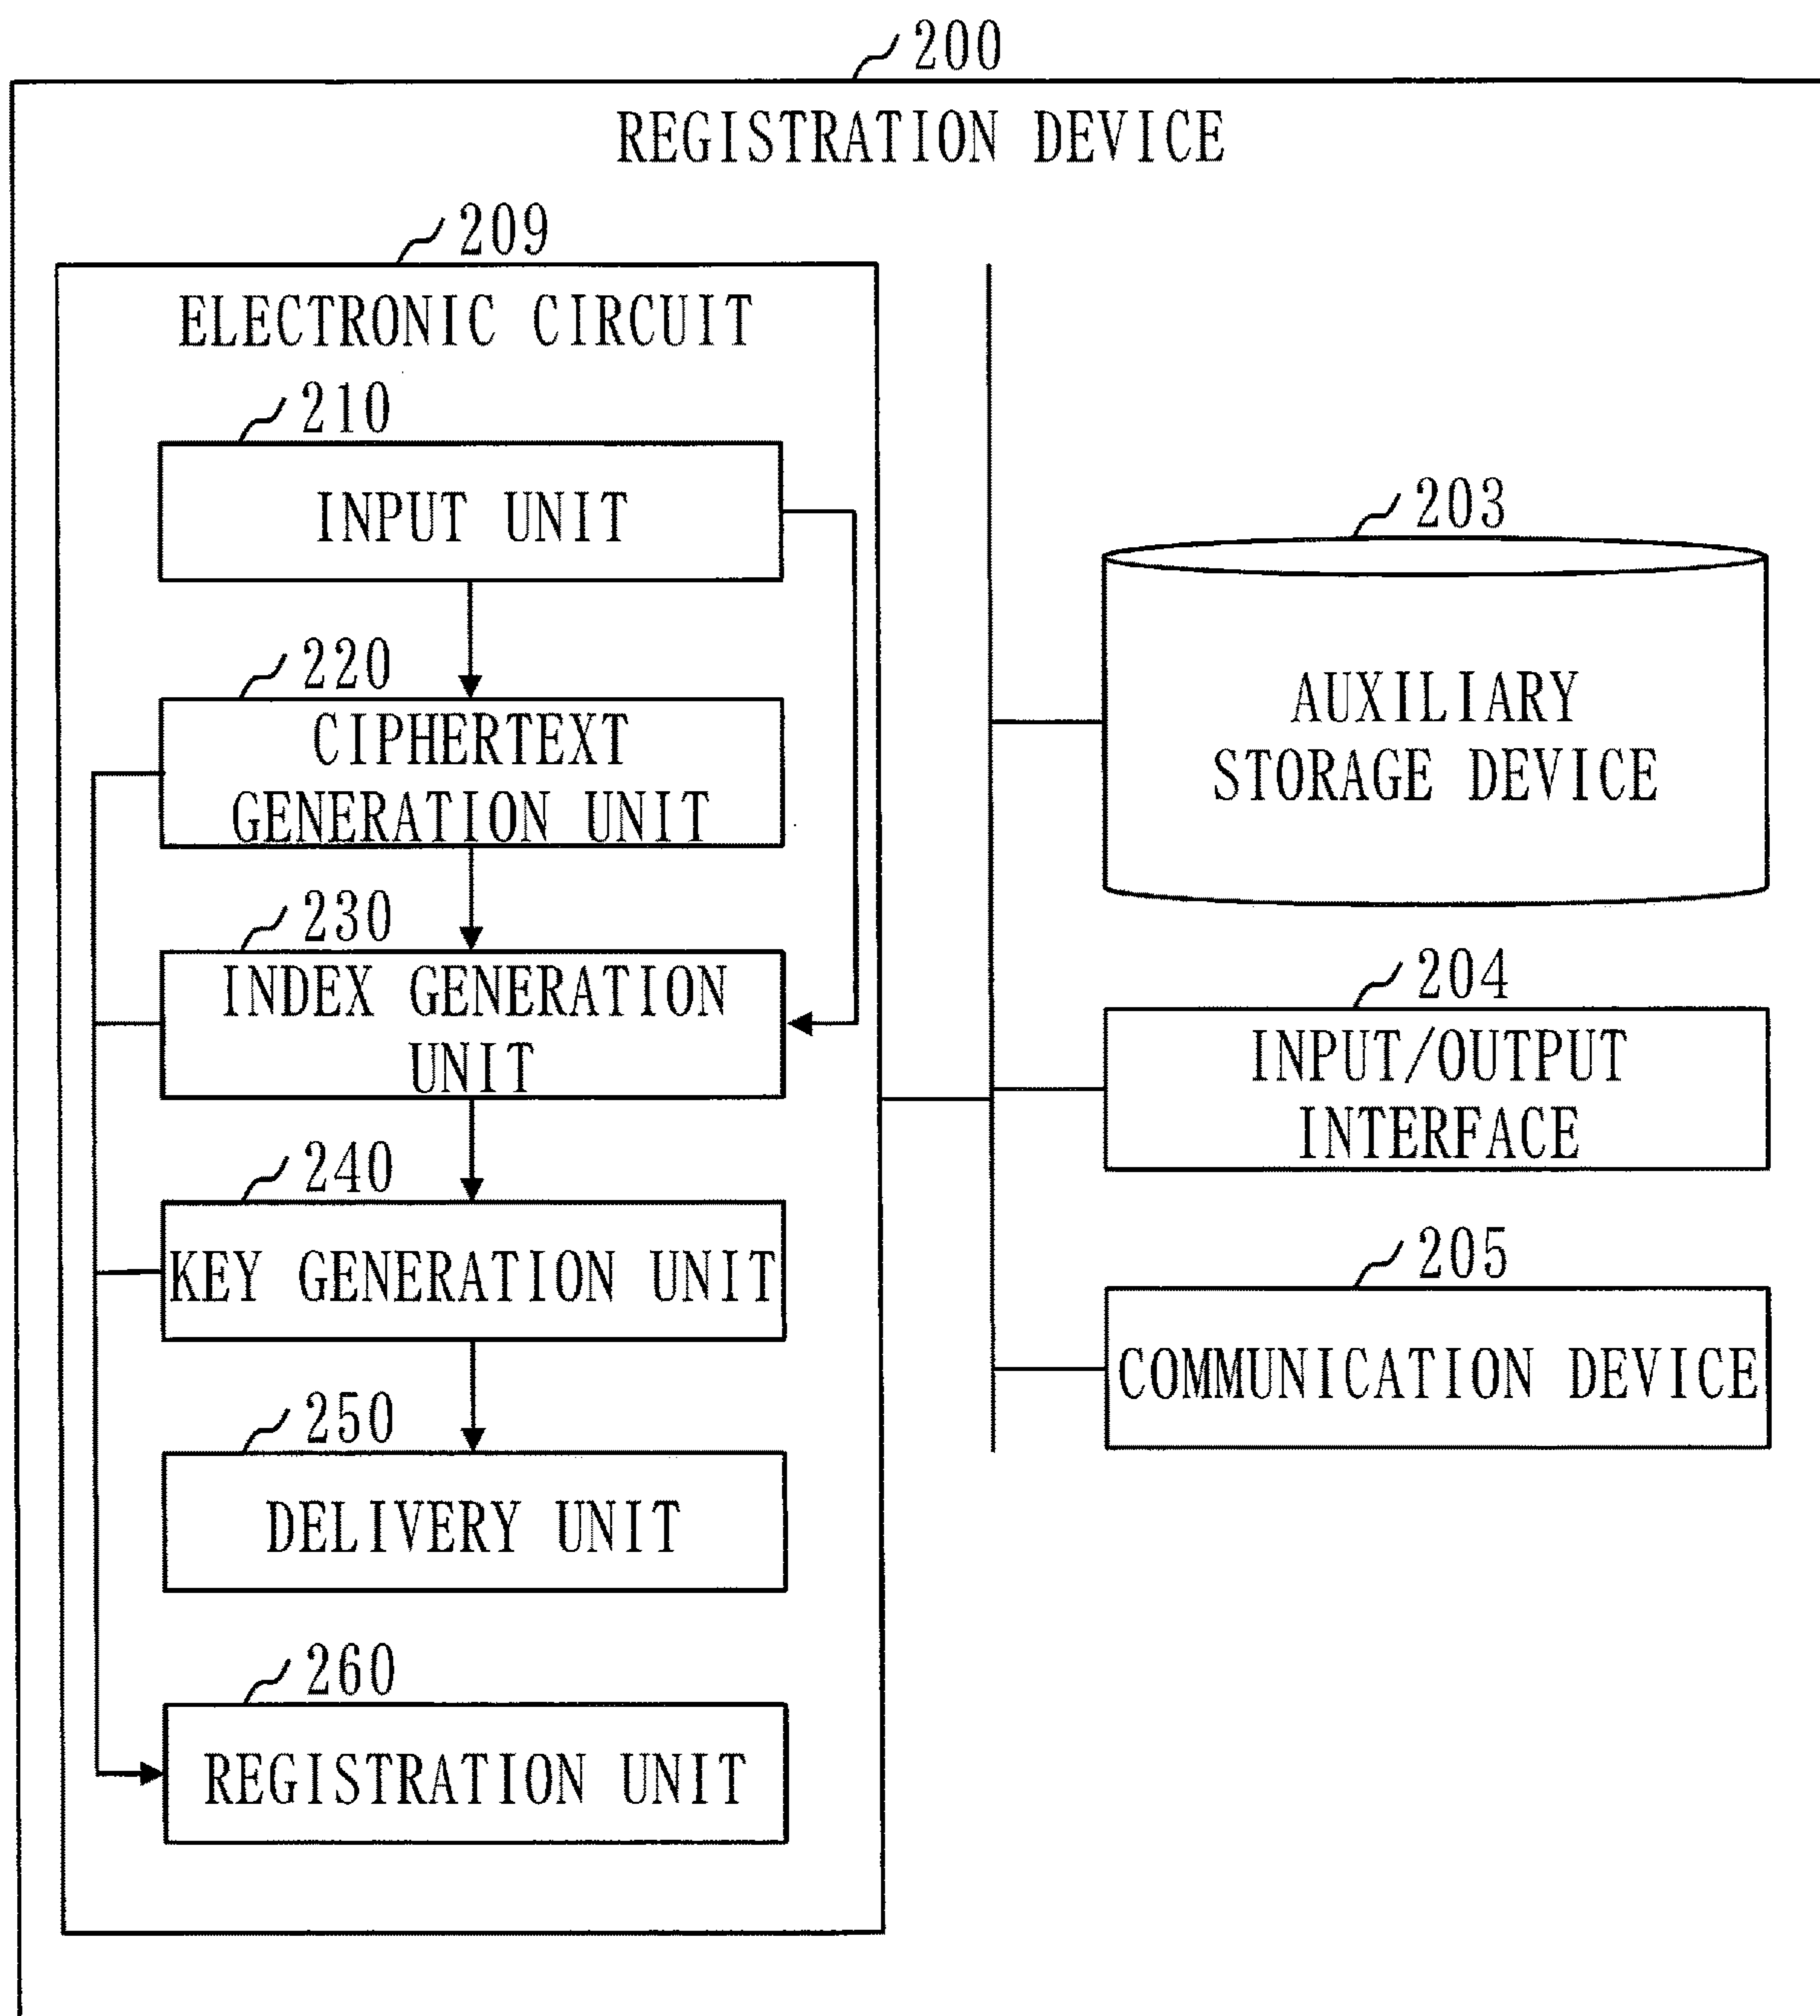 200
REGISTRATION DEVICE
209
ELECTRONIC CIRCUIT
210
INPUT UNIT
220
CIPHERTEXT
GENERATION UNIT
230
INDEX GENERATION
UNIT
240
KEY GENERATION UNIT
250
DELIVERY UNIT
260
REGISTRATION UNIT
203
AUXILIARY
STORAGE DEVICE
204
INPUT/OUTPUT
INTERFACE
205
COMMUNICATION DEVICE